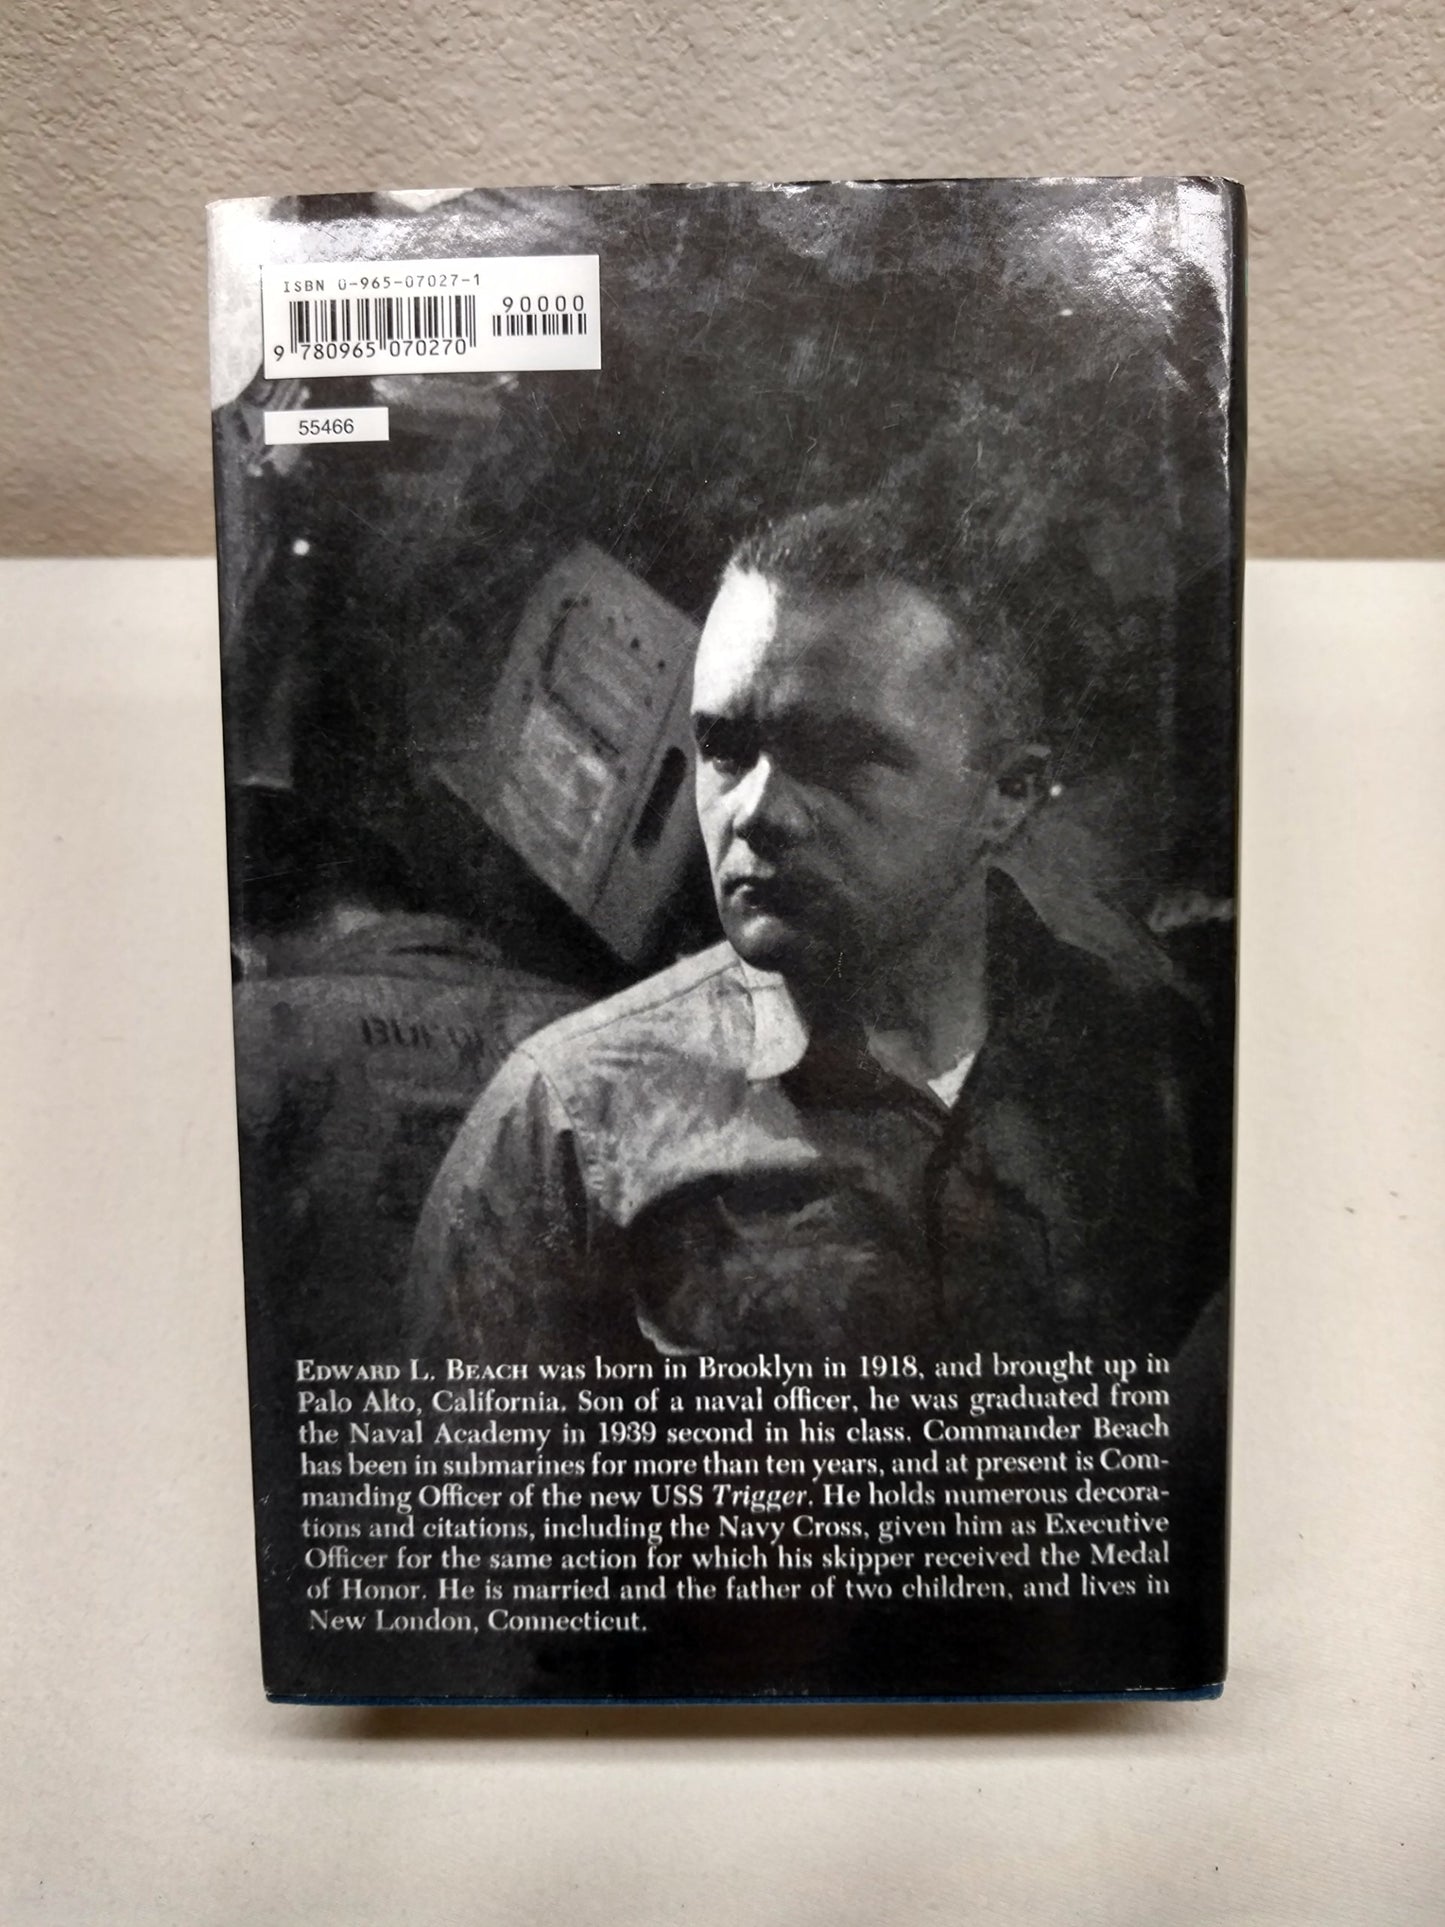 ISBN 0-965-07027-1
90000
9 780965 070270
55466
EDWARD L. BEACH was born in Brooklyn in 1918, and brought up in
Palo Alto, California. Son of a naval officer, he was graduated from
the Naval Academy in 1939 second in his class. Commander Beach
has been in submarines for more than ten years, and at present is Com-
manding Officer of the new USS Trigger. He holds numerous decora-
tions and citations, including the Navy Cross, given him as Executive
Officer for the same action for which his skipper received the Medal
of Honor. He is married and the father of two children, and lives in
New London, Connecticut.